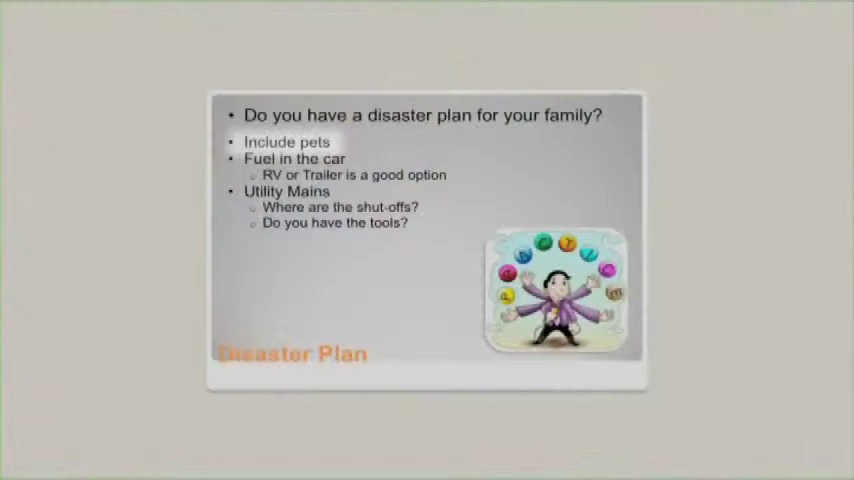 • Do you have a disaster plan for your family?
• Include pets
• Fuel in the car
o RV or Trailer is a good option
• Utility Mains
o Where are the shut-offs?
o Do you have the tools?
Disaster Plan